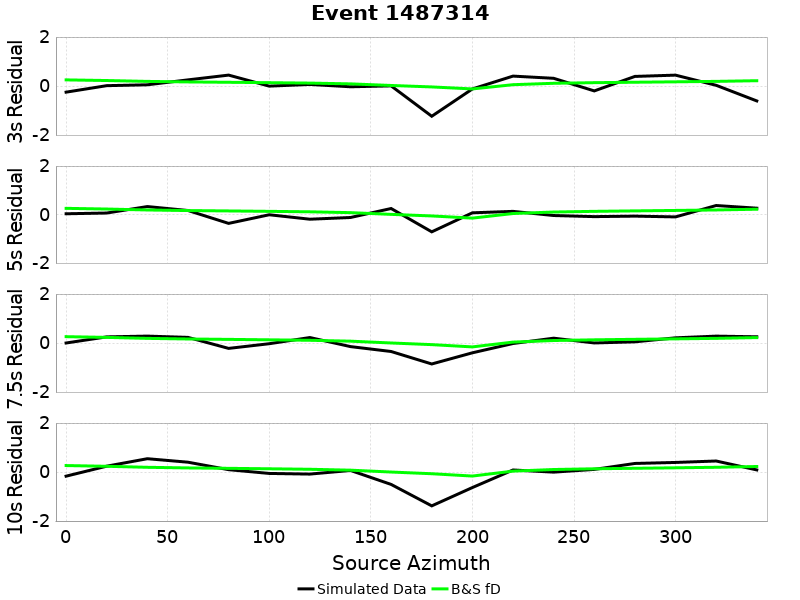 Event 1487314
3s Residual
2
0
-2
5s Residual
2
0
-2
7.5s Residual
2
0
-2
10s Residual
2
0
-2
0 50 100 150 200 250 300
Source Azimuth
Simulated Data B&S fD